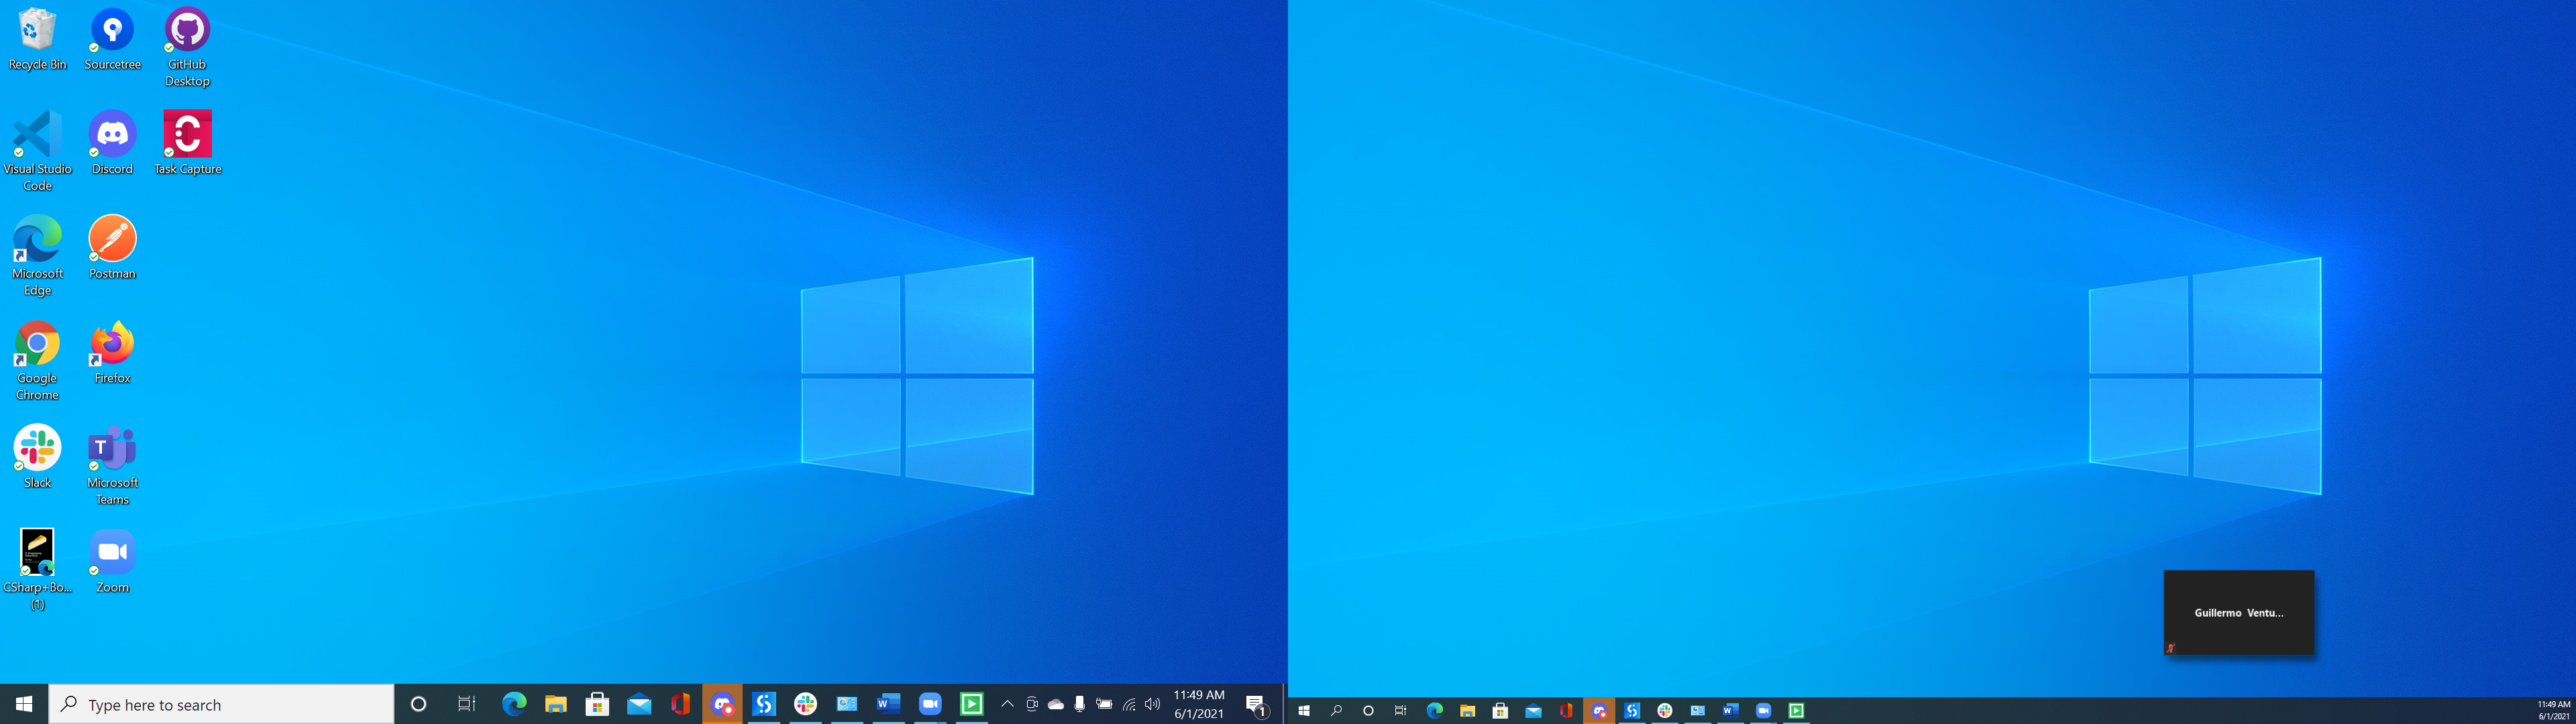 Recycle Bin
Sourcetree
GitHub
Desktop
Visual Studio
Code
Discord
Task Capture
Microsoft
Edge
Postman
Google
Chrome
Firefox
Slack
Microsoft
Teams
CSharp+Bo...
(1)
Zoom
Guillermo Ventu...
Type here to search
11:49 AM
6/1/2021
1
11:49 AM
6/1/2021